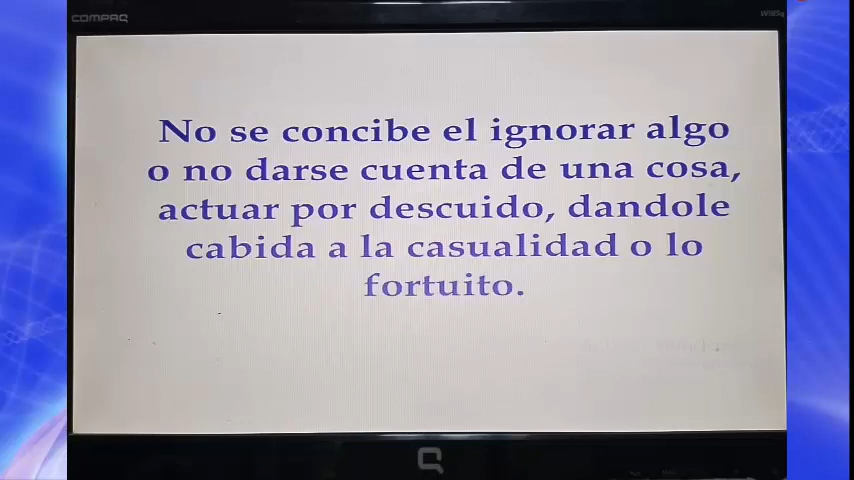 COMPAQ
W185q
No se concibe el ignorar algo
o no darse cuenta de una cosa,
actuar por descuido, dandole
cabida a la casualidad o lo
fortuito.